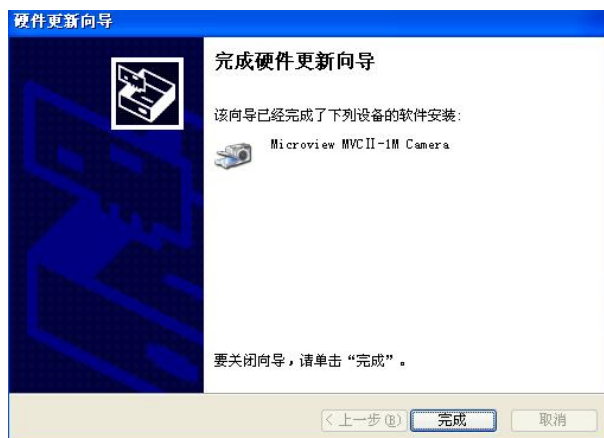 硬件更新向导
完成硬件更新向导
该向导已经完成了下列设备的软件安装:
Microview MVCII-1M Camera
要关闭向导，请单击“完成”。
< 上一步(B)
完成
取消